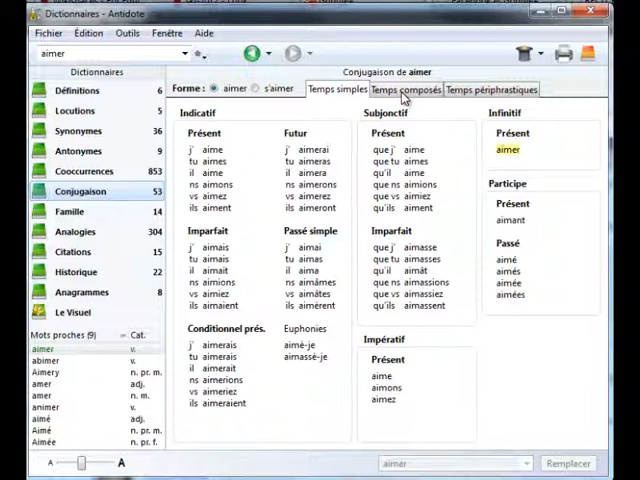 Dictionnaires - Antidote
Fichier Édition Outils Fenêtre Aide
aimer
Dictionnaires
Définitions 6
Locutions 5
Synonymes 36
Antonymes 9
Cooccurrences 853
Conjugaison 53
Famille 14
Analogies 304
Citations 15
Historique 22
Anagrammes 8
Le Visuel
Mots proches (9) Cat.
aimer v.
abimer v.
Aimery n. pr. m.
amer adj.
amer n. m.
animer v.
aimé adj.
Aimé n. pr. m.
Aimée n. pr. f.
A A
Conjugaison de aimer
Forme : aimer s'aimer
Temps simples Temps composés Temps périphrastiques
Indicatif
Présent
j' aime
tu aimes
il aime
ns aimons
vs aimez
ils aiment
Futur
j' aimerai
tu aimeras
il aimera
ns aimerons
vs aimerez
ils aimeront
Imparfait
j' aimais
tu aimais
il aimait
ns aimions
vs aimiez
ils aimaient
Passé simple
j' aimai
tu aimas
il aima
ns aimâmes
vs aimâtes
ils aimèrent
Conditionnel prés.
j' aimerais
tu aimerais
il aimerait
ns aimerions
vs aimeriez
ils aimeraient
Euphonies
aimè-je
aimassè-je
Subjonctif
Présent
que j' aime
que tu aimes
qu'il aime
que ns aimions
que vs aimiez
qu'ils aiment
Imparfait
que j' aimasse
que tu aimasses
qu'il aimât
que ns aimassions
que vs aimassiez
qu'ils aimassent
Impératif
Présent
aime
aimons
aimez
Infinitif
Présent
aimer
Participe
Présent
aimant
Passé
aimé
aimés
aimée
aimées
aimer Remplacer